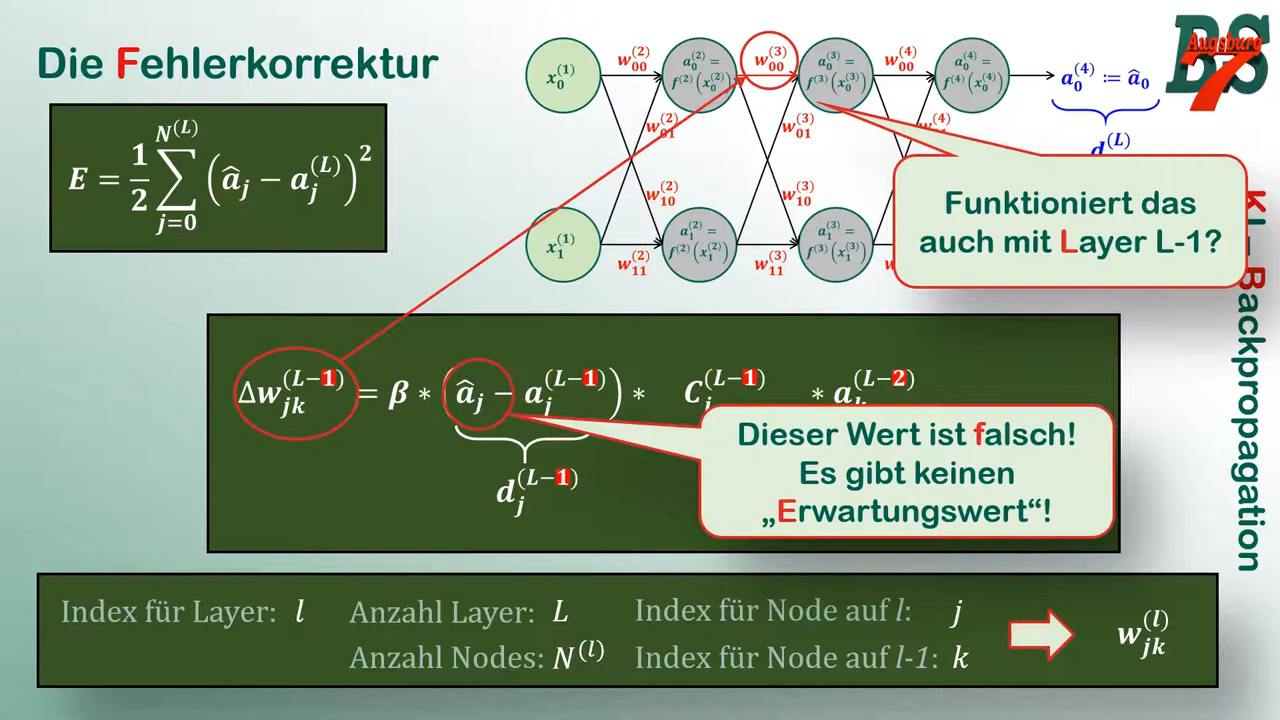 Die Fehlerkorrektur
BS
Augsburg
7
E = 1/2 ∑_{j=0}^{N^{(L)}} (â_j − a_j^{(L)})^2
x_0^{(1)}
w_{00}^{(2)}
a_0^{(2)} = f^{(2)}(x_0^{(2)})
w_{00}^{(3)}
a_0^{(3)} = f^{(3)}(x_0^{(3)})
w_{00}^{(4)}
a_0^{(4)} = f^{(4)}(x_0^{(4)})
a_0^{(4)} := â_0
d^{(L)}
w_{01}^{(2)}
w_{01}^{(3)}
w_{10}^{(2)}
w_{10}^{(3)}
x_1^{(1)}
w_{11}^{(2)}
a_1^{(2)} = f^{(2)}(x_1^{(2)})
w_{11}^{(3)}
a_1^{(3)} = f^{(3)}(x_1^{(3)})
Funktioniert das
auch mit Layer L-1?
KI – Backpropagation
Δw_{jk}^{(L−1)} = β * (â_j − a_j^{(L−1)}) * C_j^{(L−1)} * a_k^{(L−2)}
d_j^{(L−1)}
Dieser Wert ist falsch!
Es gibt keinen
„Erwartungswert“!
Index für Layer: l Anzahl Layer: L Index für Node auf l: j
Anzahl Nodes: N^{(l)} Index für Node auf l-1: k
w_{jk}^{(l)}